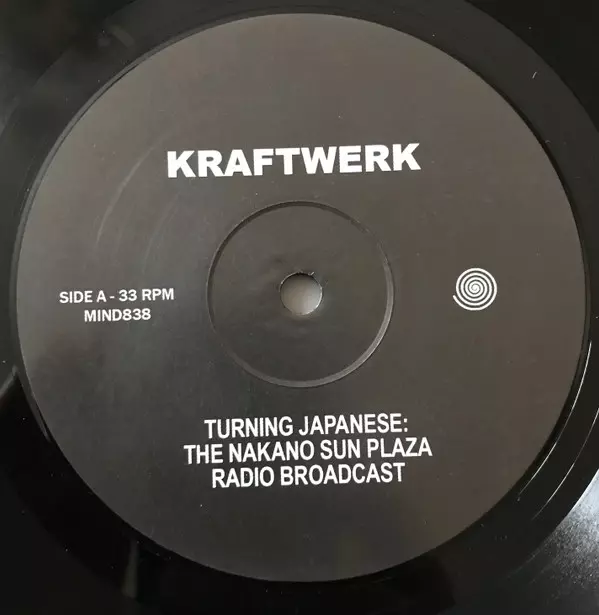 KRAFTWERK
SIDE A - 33 RPM
MIND838
TURNING JAPANESE:
THE NAKANO SUN PLAZA
RADIO BROADCAST